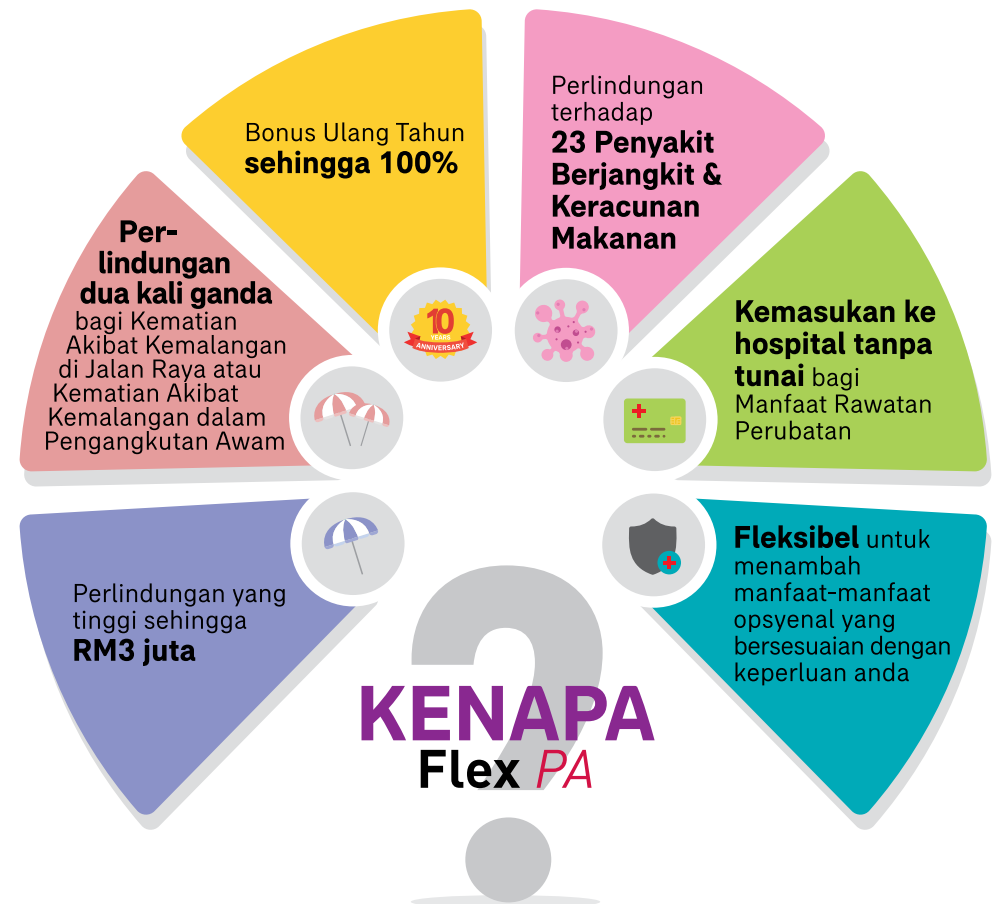 Perlindungan yang
tinggi sehingga
RM3 juta
Per-
lindungan
dua kali ganda
bagi Kematian
Akibat Kemalangan
di Jalan Raya atau
Kematian Akibat
Kemalangan dalam
Pengangkutan Awam
Bonus Ulang Tahun
sehingga 100%
10
YEARS
ANNIVERSARY
Perlindungan
terhadap
23 Penyakit
Berjangkit &
Keracunan
Makanan
Kemasukan ke
hospital tanpa
tunai bagi
Manfaat Rawatan
Perubatan
Fleksibel untuk
menambah
manfaat-manfaat
opsyenal yang
bersesuaian dengan
keperluan anda
?
KENAPA
Flex PA